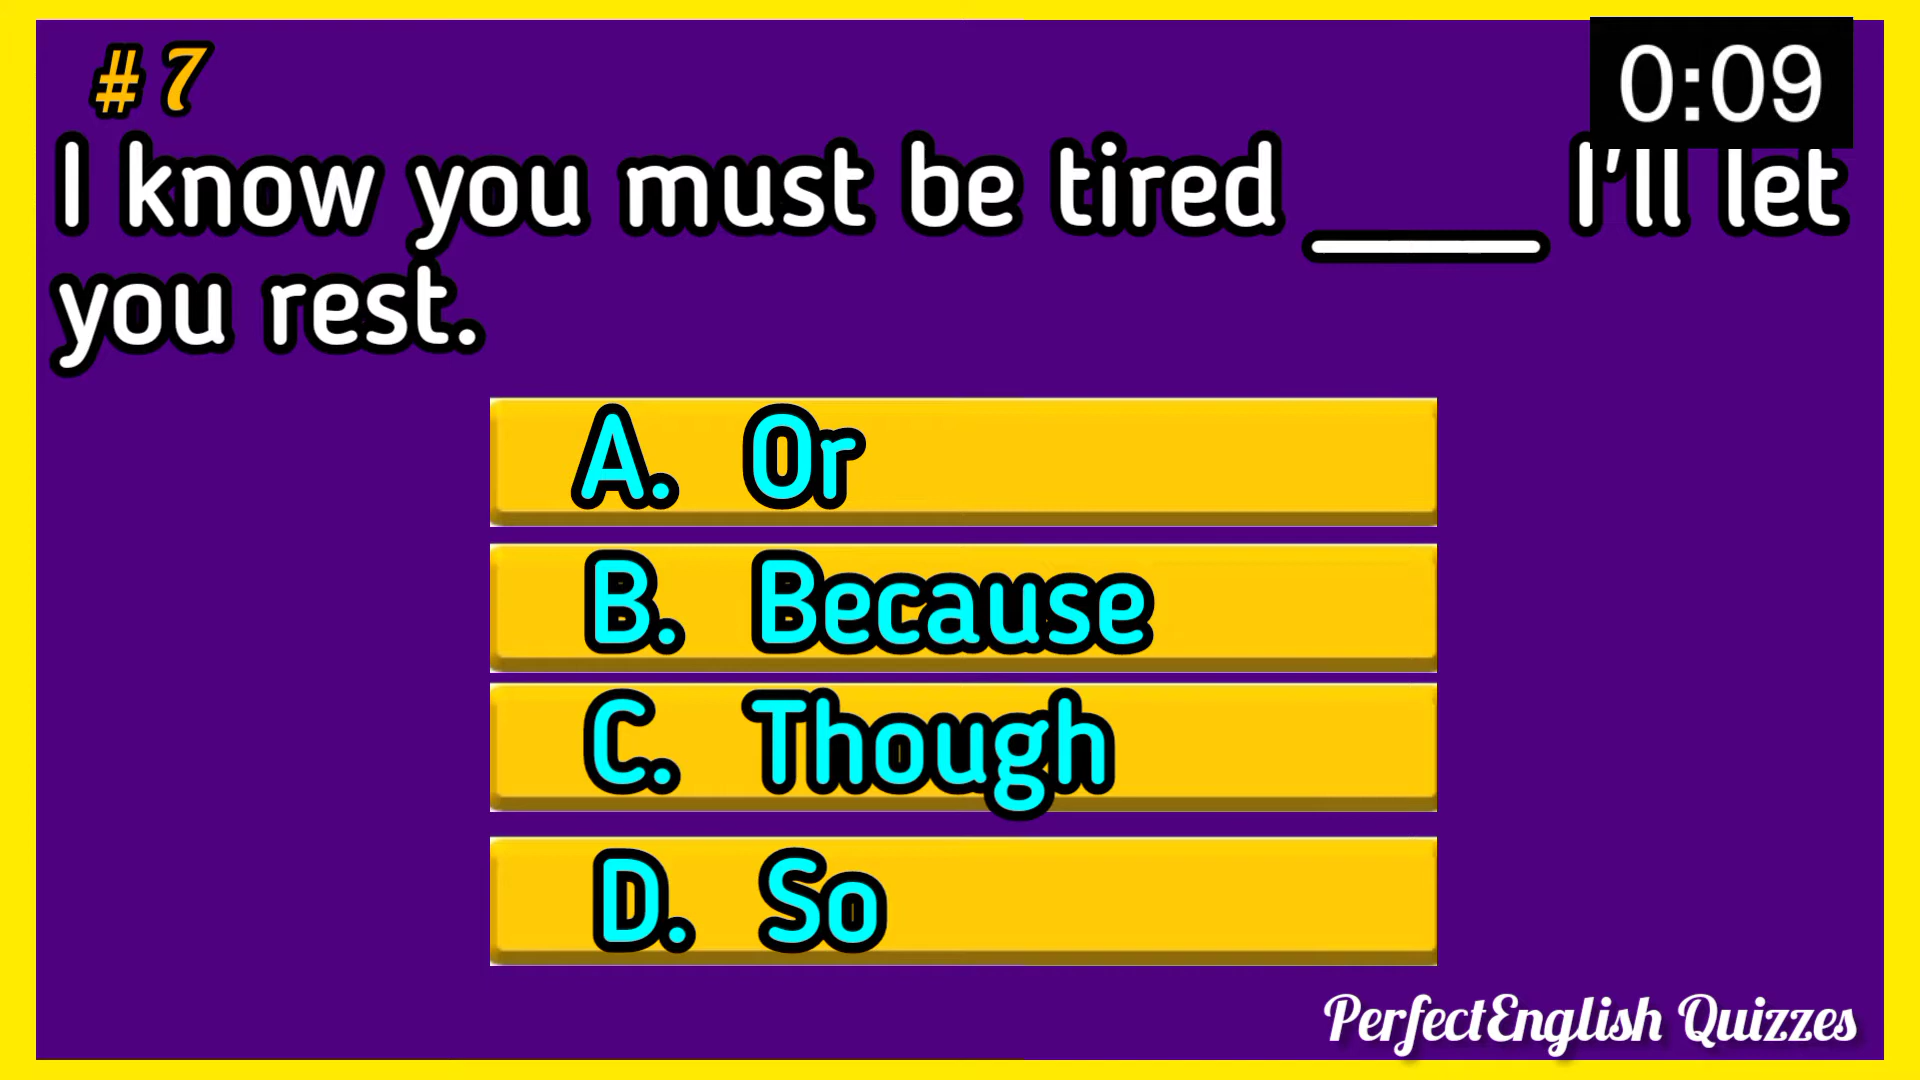 #7
0:09
I know you must be tired ____ I'll let
you rest.
A. Or
B. Because
C. Though
D. So
PerfectEnglish Quizzes